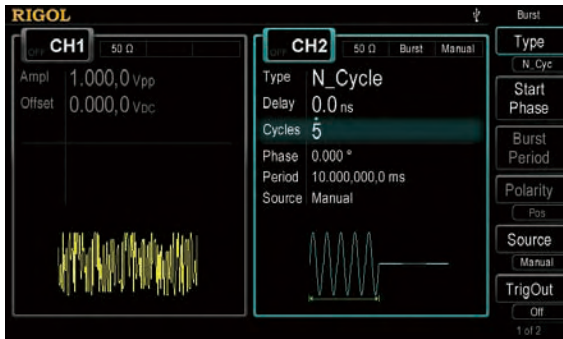 RIGOL
Burst
OFF CH1 50 Ω
Ampl 1.000,0 Vpp
Offset 0.000,0 VDC
OFF CH2 50 Ω Burst Manual
Type N_Cycle
Delay 0.0 ns
Cycles 5
Phase 0.000 °
Period 10.000,000,0 ms
Source Manual
Type
N_Cyc
Start
Phase
Burst
Period
Polarity
Pos
Source
Manual
TrigOut
Off
1 of 2